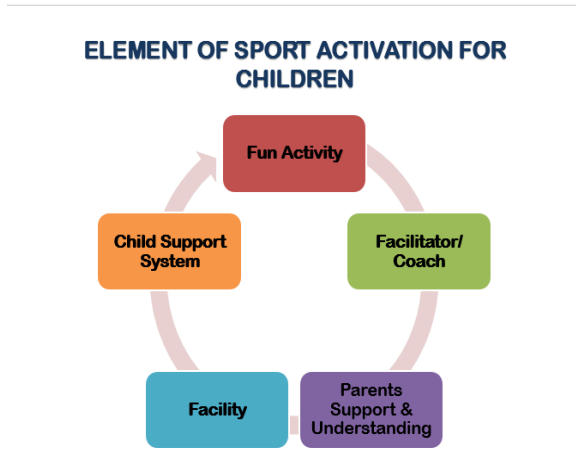 ELEMENT OF SPORT ACTIVATION FOR
CHILDREN
Fun Activity
Facilitator/
Coach
Parents
Support &
Understanding
Facility
Child Support
System